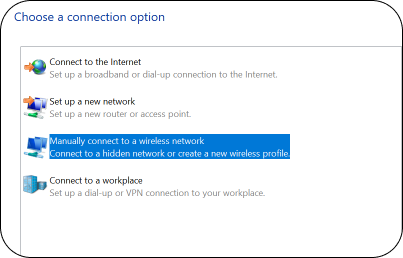 Choose a connection option
Connect to the Internet
Set up a broadband or dial-up connection to the Internet.
Set up a new network
Set up a new router or access point.
Manually connect to a wireless network
Connect to a hidden network or create a new wireless profile.
Connect to a workplace
Set up a dial-up or VPN connection to your workplace.